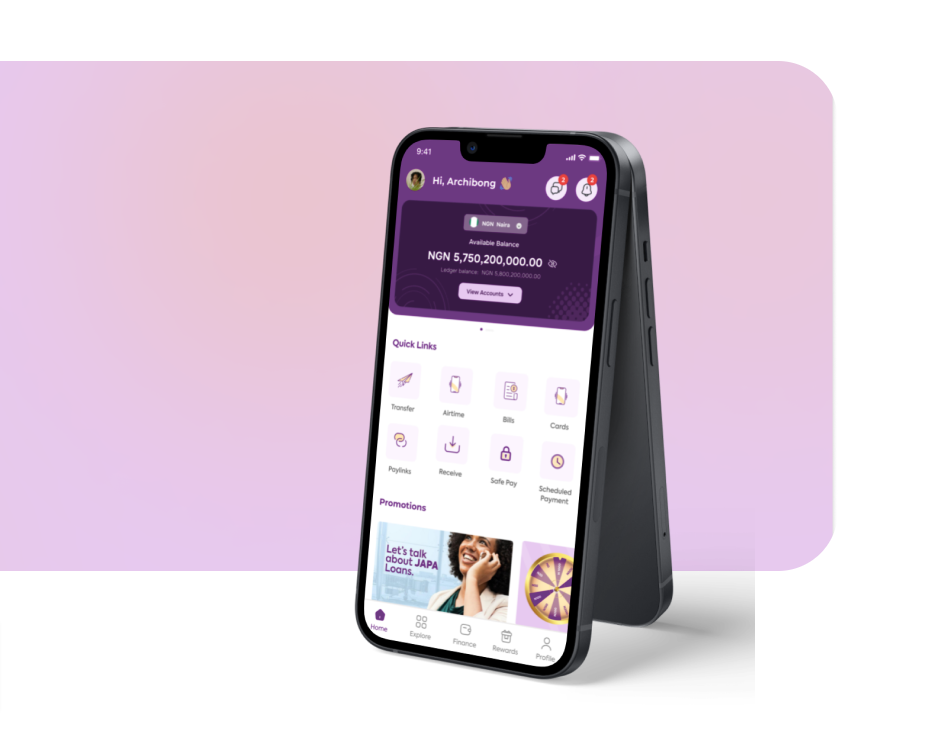 9:41
Hi, Archibong 👋
2
3
NGN Naira
Available Balance
NGN 5,750,200,000.00
Ledger balance: NGN 5,800,200,000.00
View Accounts
Quick Links
Transfer
Airtime
Bills
Cards
Paylinks
Receive
Safe Pay
Scheduled
Payment
Promotions
Let's talk
about JAPA
Loans.
Home
Explore
Finance
Rewards
Profile